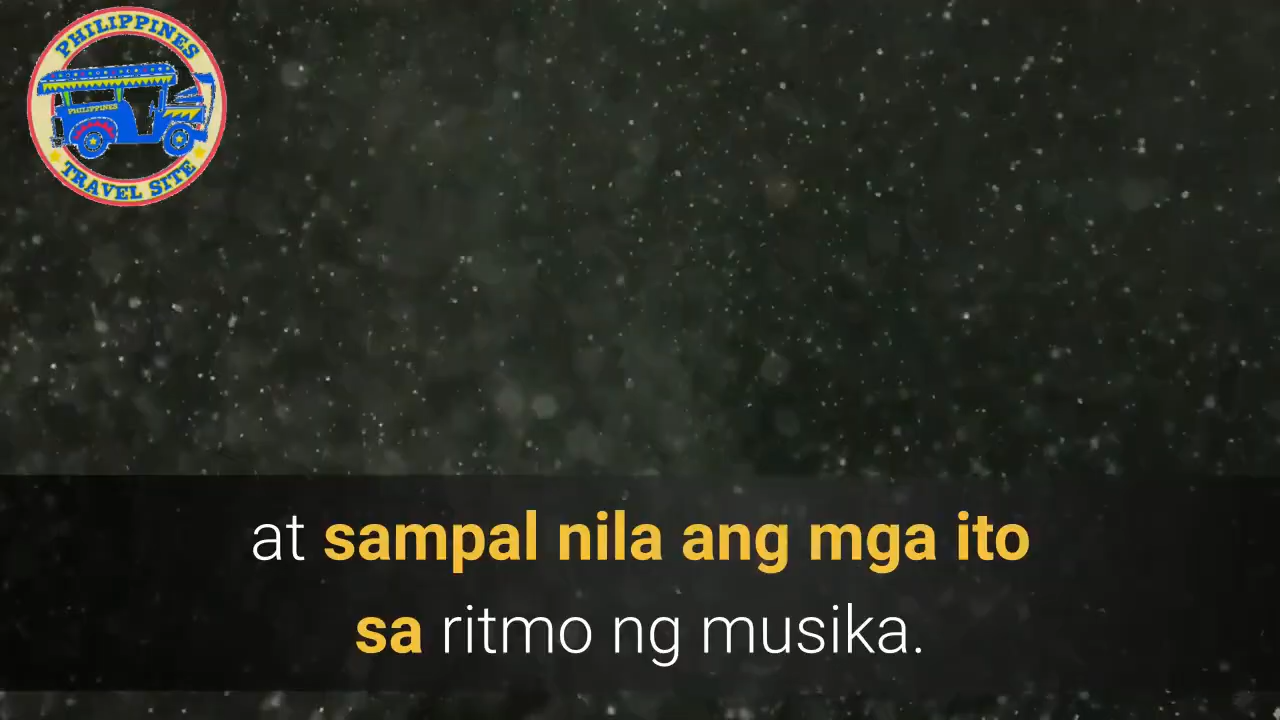 PHILIPPINES
PHILIPPINES
TRAVEL SITE
at sampal nila ang mga ito
sa ritmo ng musika.